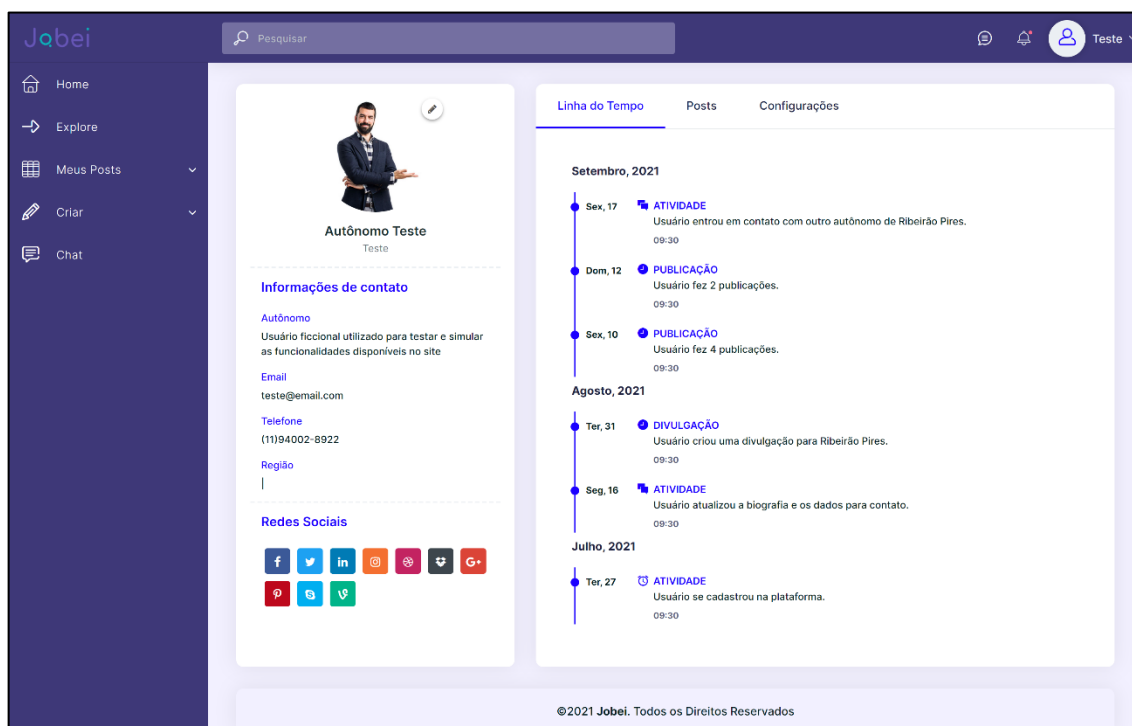 Jobei
Pesquisar
Teste
Home
Explore
Meus Posts
Criar
Chat
Autônomo Teste
Teste
Informações de contato
Autônomo
Usuário ficcional utilizado para testar e simular
as funcionalidades disponíveis no site
Email
teste@email.com
Telefone
(11)94002-8922
Região
Redes Sociais
f
in
G+
Linha do Tempo Posts Configurações
Setembro, 2021
Sex, 17 ATIVIDADE
Usuário entrou em contato com outro autônomo de Ribeirão Pires.
09:30
Dom, 12 PUBLICAÇÃO
Usuário fez 2 publicações.
09:30
Sex, 10 PUBLICAÇÃO
Usuário fez 4 publicações.
09:30
Agosto, 2021
Ter, 31 DIVULGAÇÃO
Usuário criou uma divulgação para Ribeirão Pires.
09:30
Seg, 16 ATIVIDADE
Usuário atualizou a biografia e os dados para contato.
09:30
Julho, 2021
Ter, 27 ATIVIDADE
Usuário se cadastrou na plataforma.
09:30
©2021 Jobei. Todos os Direitos Reservados